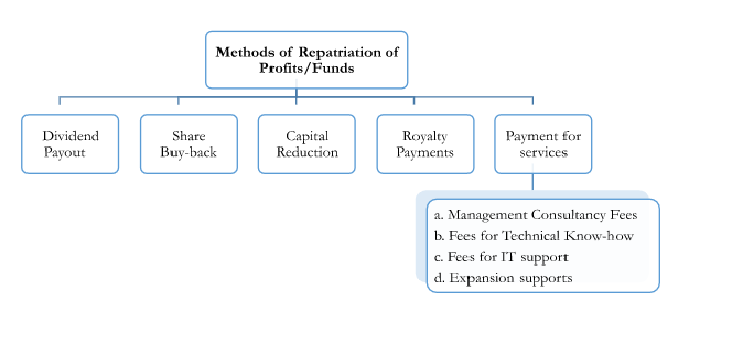 Methods of Repatriation of
Profits/Funds
Dividend
Payout
Share
Buy-back
Capital
Reduction
Royalty
Payments
Payment for
services
a. Management Consultancy Fees
b. Fees for Technical Know-how
c. Fees for IT support
d. Expansion supports